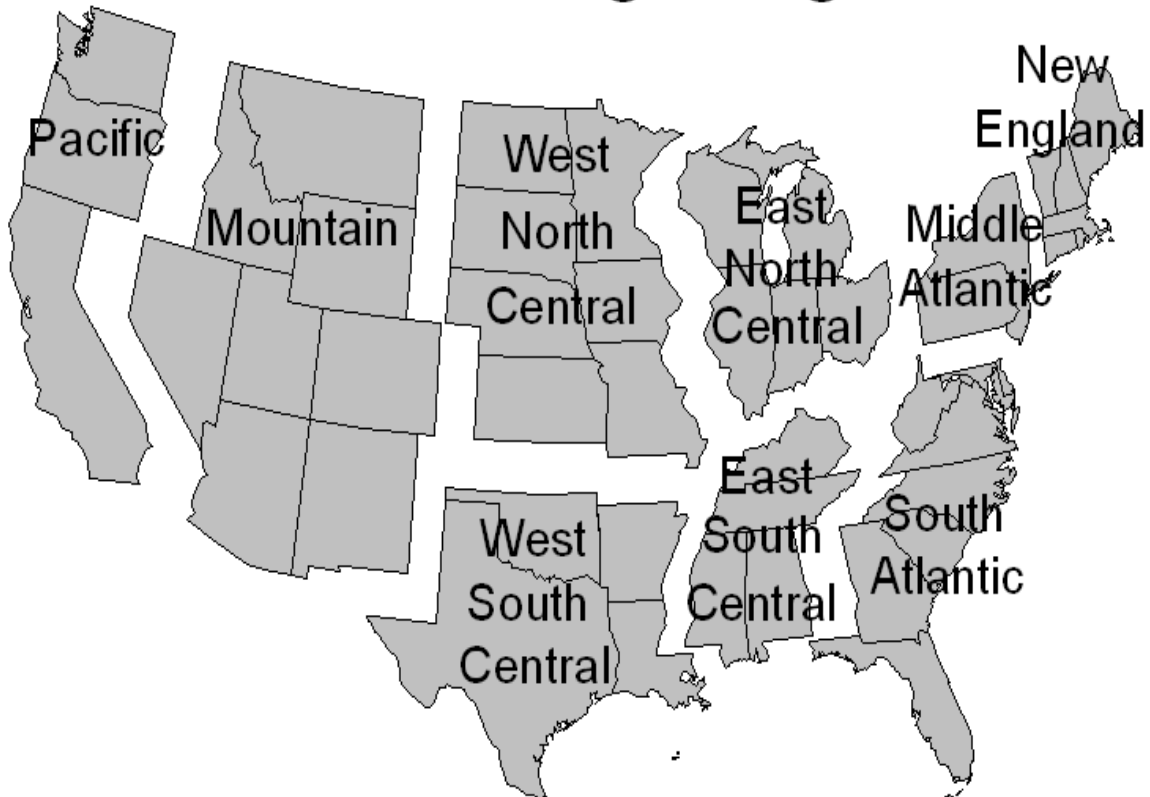 Pacific
Mountain
West
North
Central
East
North
Central
New
England
Middle
Atlantic
West
South
Central
East
South
Central
South
Atlantic